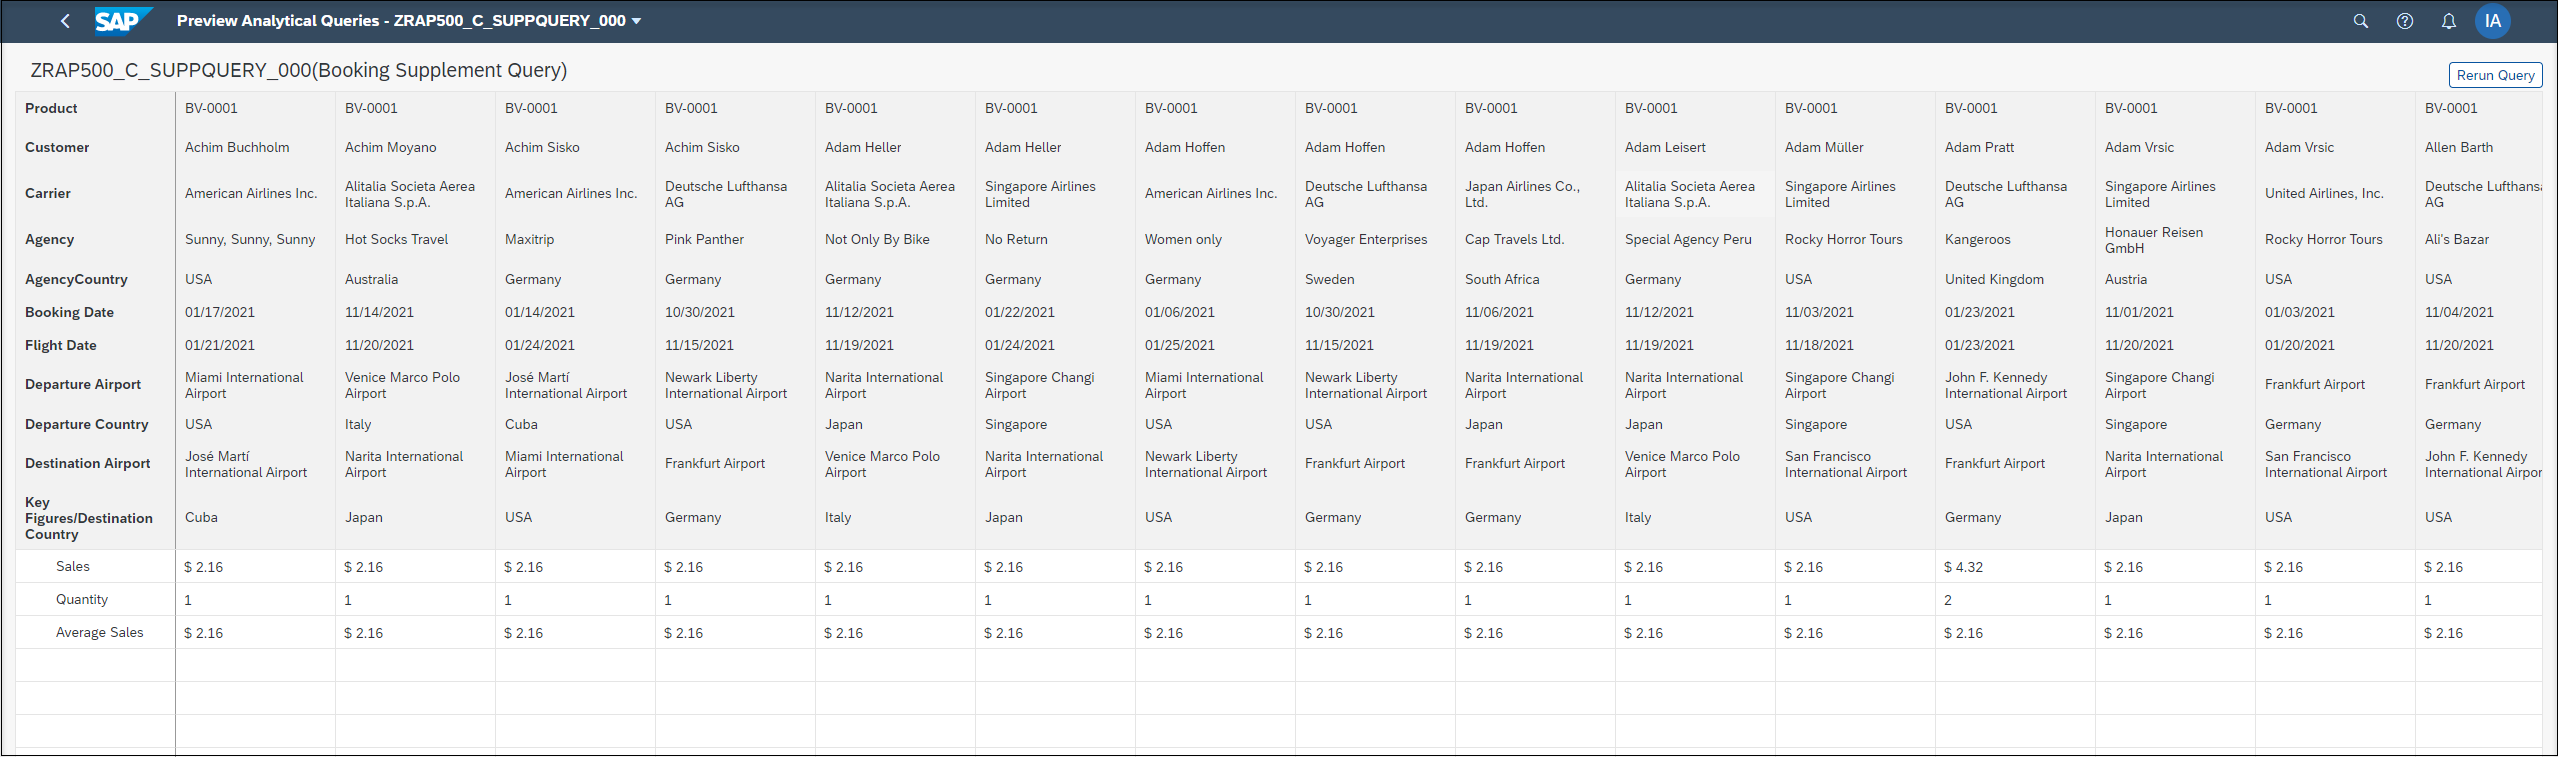 SAP Preview Analytical Queries - ZRAP500_C_SUPPQUERY_000 IA
ZRAP500_C_SUPPQUERY_000(Booking Supplement Query)
Rerun Query
Product BV-0001 BV-0001 BV-0001 BV-0001 BV-0001 BV-0001 BV-0001 BV-0001 BV-0001 BV-0001 BV-0001 BV-0001 BV-0001 BV-0001 BV-0001
Customer Achim Buchholm Achim Moyano Achim Sisko Achim Sisko Adam Heller Adam Heller Adam Hoffen Adam Hoffen Adam Hoffen Adam Leisert Adam Müller Adam Pratt Adam Vrsic Adam Vrsic Allen Barth
Carrier American Airlines Inc. Alitalia Societa Aerea Italiana S.p.A. American Airlines Inc. Deutsche Lufthansa AG Alitalia Societa Aerea Italiana S.p.A. Singapore Airlines Limited American Airlines Inc. Deutsche Lufthansa AG Japan Airlines Co., Ltd. Alitalia Societa Aerea Italiana S.p.A. Singapore Airlines Limited Deutsche Lufthansa AG Singapore Airlines Limited United Airlines, Inc. Deutsche Lufthansa AG
Agency Sunny, Sunny, Sunny Hot Socks Travel Maxitrip Pink Panther Not Only By Bike No Return Women only Voyager Enterprises Cap Travels Ltd. Special Agency Peru Rocky Horror Tours Kangeroos Honauer Reisen GmbH Rocky Horror Tours Ali's Bazar
AgencyCountry USA Australia Germany Germany Germany Germany Germany Sweden South Africa Germany USA United Kingdom Austria USA USA
Booking Date 01/17/2021 11/14/2021 01/14/2021 10/30/2021 11/12/2021 01/22/2021 01/06/2021 10/30/2021 11/06/2021 11/12/2021 11/03/2021 01/23/2021 11/01/2021 01/03/2021 11/04/2021
Flight Date 01/21/2021 11/20/2021 01/24/2021 11/15/2021 11/19/2021 01/24/2021 01/25/2021 11/15/2021 11/19/2021 11/19/2021 11/18/2021 01/23/2021 11/20/2021 01/20/2021 11/20/2021
Departure Airport Miami International Airport Venice Marco Polo Airport José Martí International Airport Newark Liberty International Airport Narita International Airport Singapore Changi Airport Miami International Airport Newark Liberty International Airport Narita International Airport Narita International Airport Singapore Changi Airport John F. Kennedy International Airport Singapore Changi Airport Frankfurt Airport Frankfurt Airport
Departure Country USA Italy Cuba USA Japan Singapore USA USA Japan Japan Singapore USA Singapore Germany Germany
Destination Airport José Martí International Airport Narita International Airport Miami International Airport Frankfurt Airport Venice Marco Polo Airport Narita International Airport Newark Liberty International Airport Frankfurt Airport Frankfurt Airport Venice Marco Polo Airport San Francisco International Airport Frankfurt Airport Narita International Airport San Francisco International Airport John F. Kennedy International Airpor
Key Figures/Destination Country Cuba Japan USA Germany Italy Japan USA Germany Germany Italy USA Germany Japan USA USA
Sales $ 2.16 $ 2.16 $ 2.16 $ 2.16 $ 2.16 $ 2.16 $ 2.16 $ 2.16 $ 2.16 $ 2.16 $ 2.16 $ 4.32 $ 2.16 $ 2.16 $ 2.16
Quantity 1 1 1 1 1 1 1 1 1 1 1 2 1 1 1
Average Sales $ 2.16 $ 2.16 $ 2.16 $ 2.16 $ 2.16 $ 2.16 $ 2.16 $ 2.16 $ 2.16 $ 2.16 $ 2.16 $ 2.16 $ 2.16 $ 2.16 $ 2.16